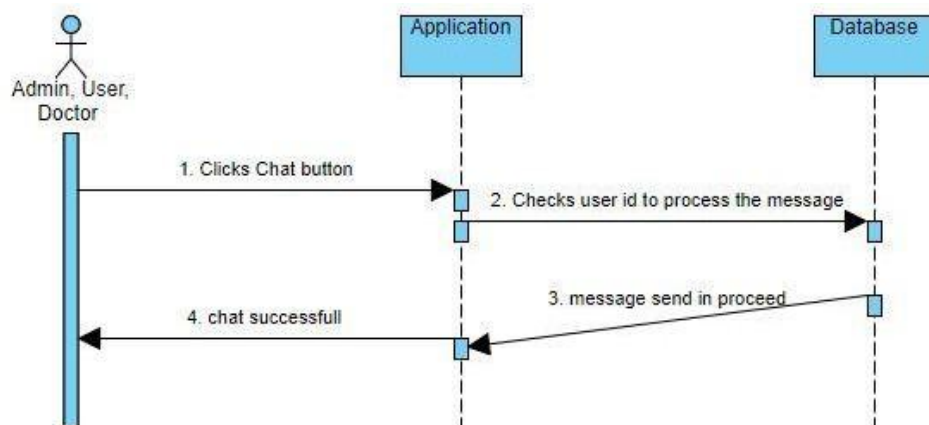 Application
Database
Admin, User,
Doctor
1. Clicks Chat button
2. Checks user id to process the message
3. message send in proceed
4. chat successfull